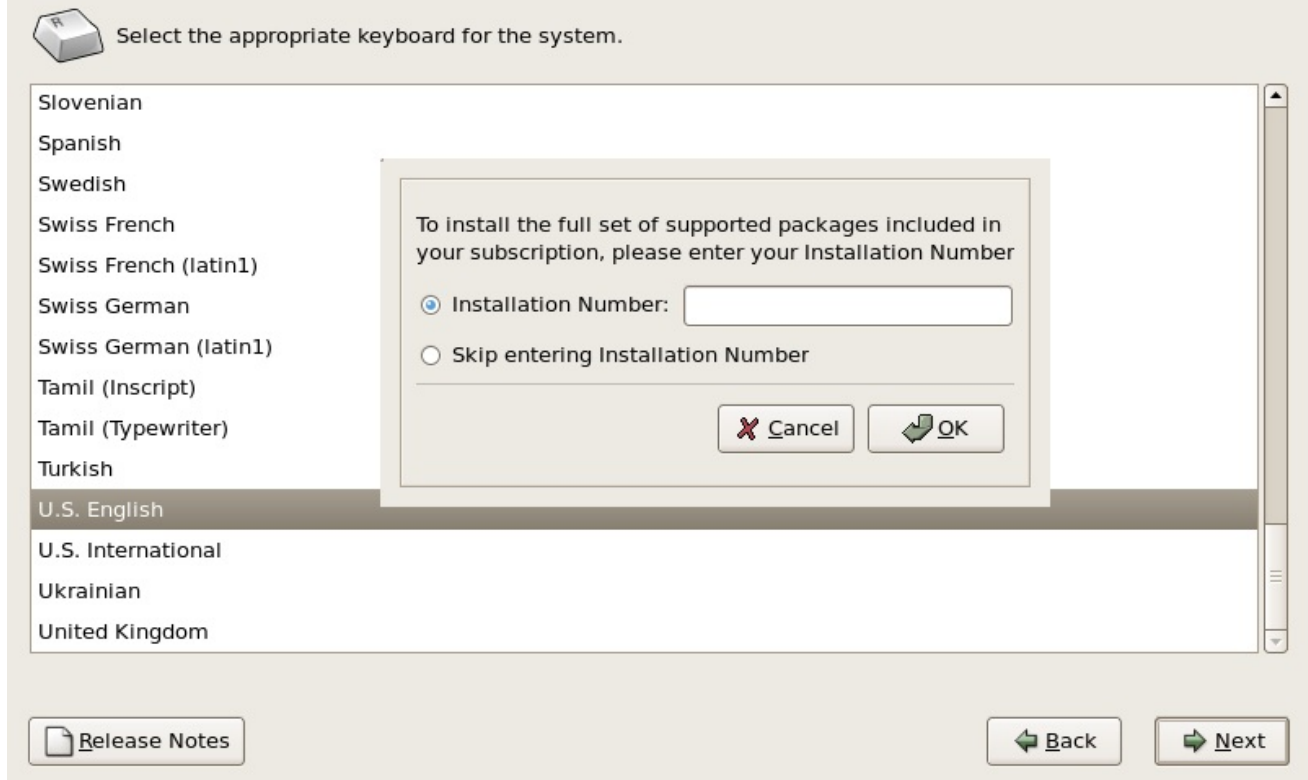 R
Select the appropriate keyboard for the system.
Slovenian
Spanish
Swedish
Swiss French
Swiss French (latin1)
Swiss German
Swiss German (latin1)
Tamil (Inscript)
Tamil (Typewriter)
Turkish
U.S. English
U.S. International
Ukrainian
United Kingdom
To install the full set of supported packages included in
your subscription, please enter your Installation Number
Installation Number:
Skip entering Installation Number
Cancel
OK
Release Notes
Back
Next